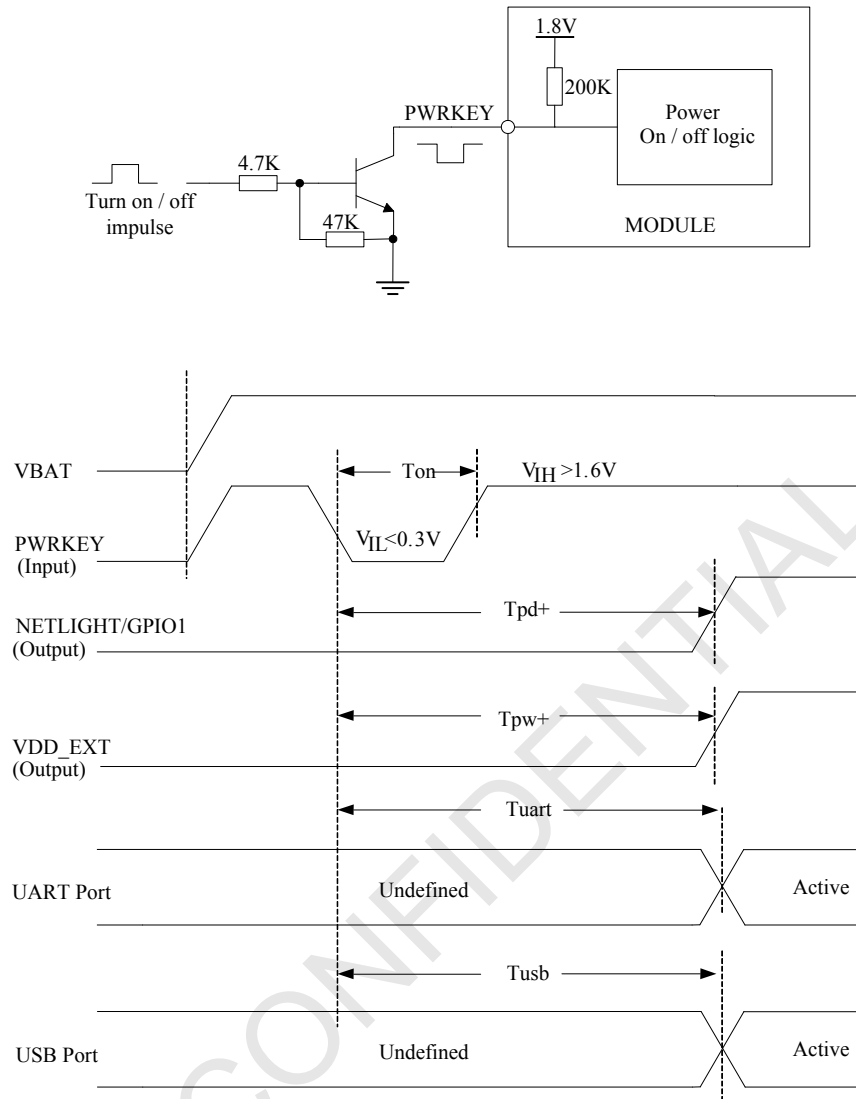 1.8V
200K
PWRKEY
Power
On / off logic
4.7K
Turn on / off
impulse
47K
MODULE
VBAT
Ton
VIH >1.6V
PWRKEY
(Input)
VIL<0.3V
Tpd+
NETLIGHT/GPIO1
(Output)
Tpw+
VDD_EXT
(Output)
Tuart
UART Port
Undefined
Active
Tusb
USB Port
Undefined
Active
CONFIDENTIAL